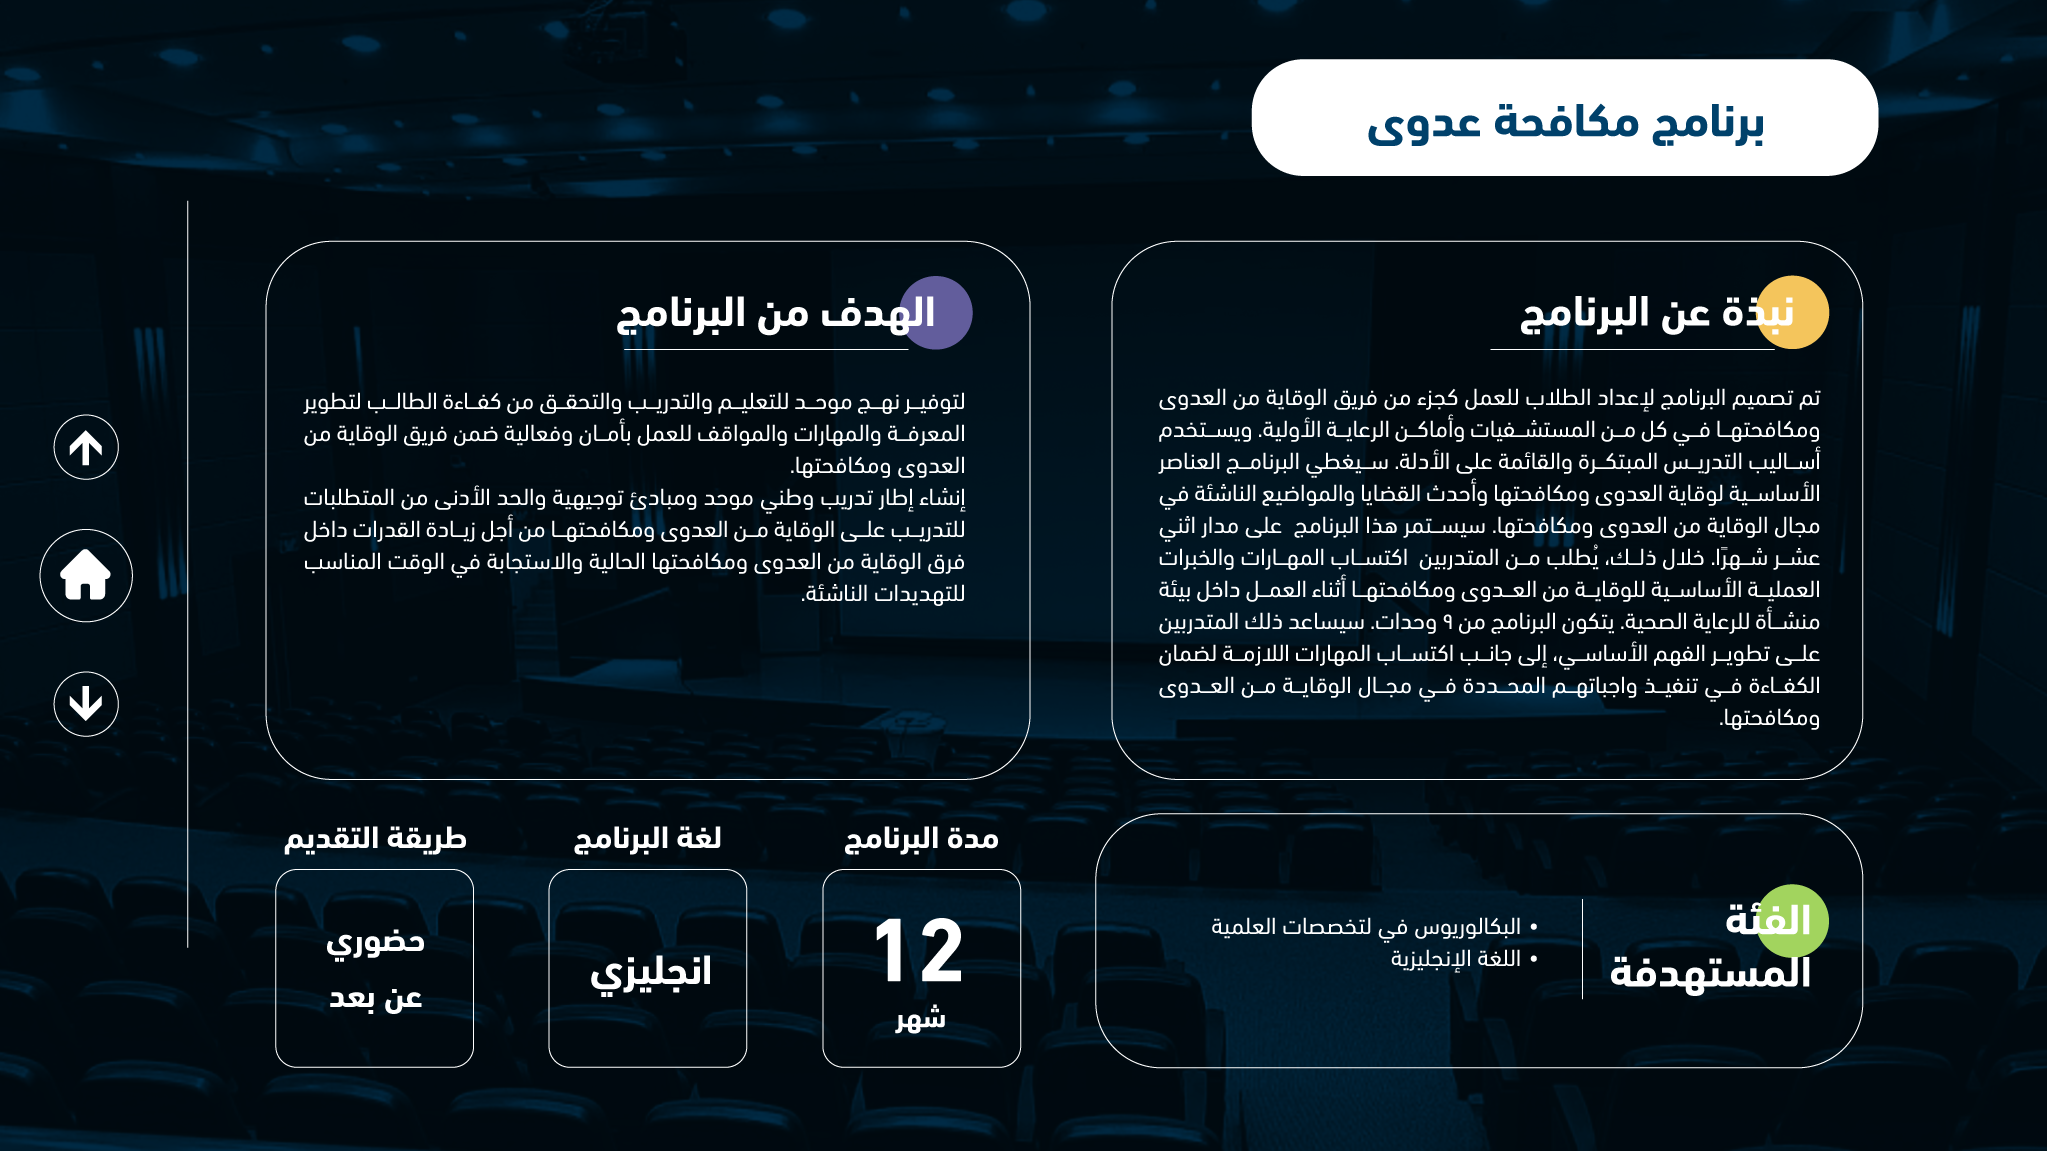 برنامج مكافحة عدوى
نبذة عن البرنامج
تم تصميم البرنامج لإعداد الطلاب للعمل كجزء من فريق الوقاية من العدوى
ومكافحتها في كل من المستشفيات وأماكن الرعاية الأولية. ويستخدم
أساليب التدريس المبتكرة والقائمة على الأدلة. سيغطي البرنامج العناصر
الأساسية لوقاية العدوى ومكافحتها وأحدث القضايا والمواضيع الناشئة في
مجال الوقاية من العدوى ومكافحتها. سيستمر هذا البرنامج على مدار اثني
عشر شهرًا. خلال ذلك، يُطلب من المتدربين اكتساب المهارات والخبرات
العملية الأساسية للوقاية من العدوى ومكافحتها أثناء العمل داخل بيئة
منشأة للرعاية الصحية. يتكون البرنامج من ٩ وحدات. سيساعد ذلك المتدربين
على تطوير الفهم الأساسي، إلى جانب اكتساب المهارات اللازمة لضمان
الكفاءة في تنفيذ واجباتهم المحددة في مجال الوقاية من العدوى
ومكافحتها.
الهدف من البرنامج
لتوفير نهج موحد للتعليم والتدريب والتحقق من كفاءة الطالب لتطوير
المعرفة والمهارات والمواقف للعمل بأمان وفعالية ضمن فريق الوقاية من
العدوى ومكافحتها.
إنشاء إطار تدريب وطني موحد ومبادئ توجيهية والحد الأدنى من المتطلبات
للتدريب على الوقاية من العدوى ومكافحتها من أجل زيادة القدرات داخل
فرق الوقاية من العدوى ومكافحتها الحالية والاستجابة في الوقت المناسب
للتهديدات الناشئة.
الفئة
المستهدفة
• البكالوريوس في لتخصصات العلمية
• اللغة الإنجليزية
مدة البرنامج
12
شهر
لغة البرنامج
انجليزي
طريقة التقديم
حضوري
عن بعد